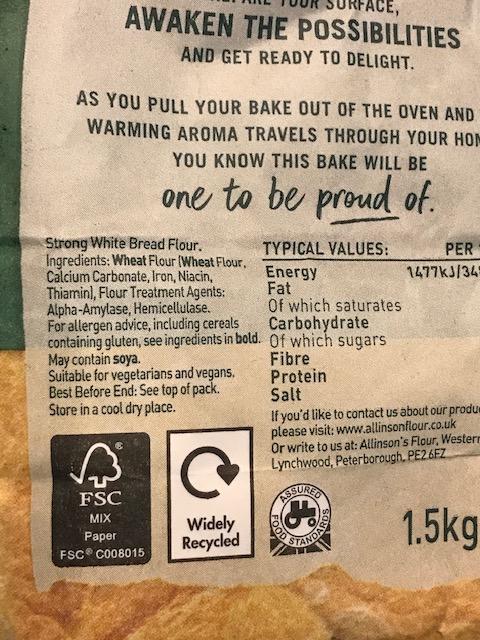 YOUR SURFACE,
AWAKEN THE POSSIBILITIES
AND GET READY TO DELIGHT.
AS YOU PULL YOUR BAKE OUT OF THE OVEN AND
WARMING AROMA TRAVELS THROUGH YOUR HOM
YOU KNOW THIS BAKE WILL BE
one to be proud of.
Strong White Bread Flour.
Ingredients: Wheat Flour (Wheat Flour,
Calcium Carbonate, Iron, Niacin,
Thiamin), Flour Treatment Agents:
Alpha-Amylase, Hemicellulase.
For allergen advice, including cereals
containing gluten, see ingredients in bold.
May contain soya.
Suitable for vegetarians and vegans.
Best Before End: See top of pack.
Store in a cool dry place.
TYPICAL VALUES: PER
Energy 1477kJ/34
Fat
Of which saturates
Carbohydrate
Of which sugars
Fibre
Protein
Salt
If you'd like to contact us about our produ
please visit: www.allinsonflour.co.uk
Or write to us at: Allinson's Flour, Western
Lynchwood, Peterborough, PE2 6FZ
FSC
®
MIX
Paper
FSC® C008015
Widely
Recycled
ASSURED
FOOD STANDARDS
1.5kg